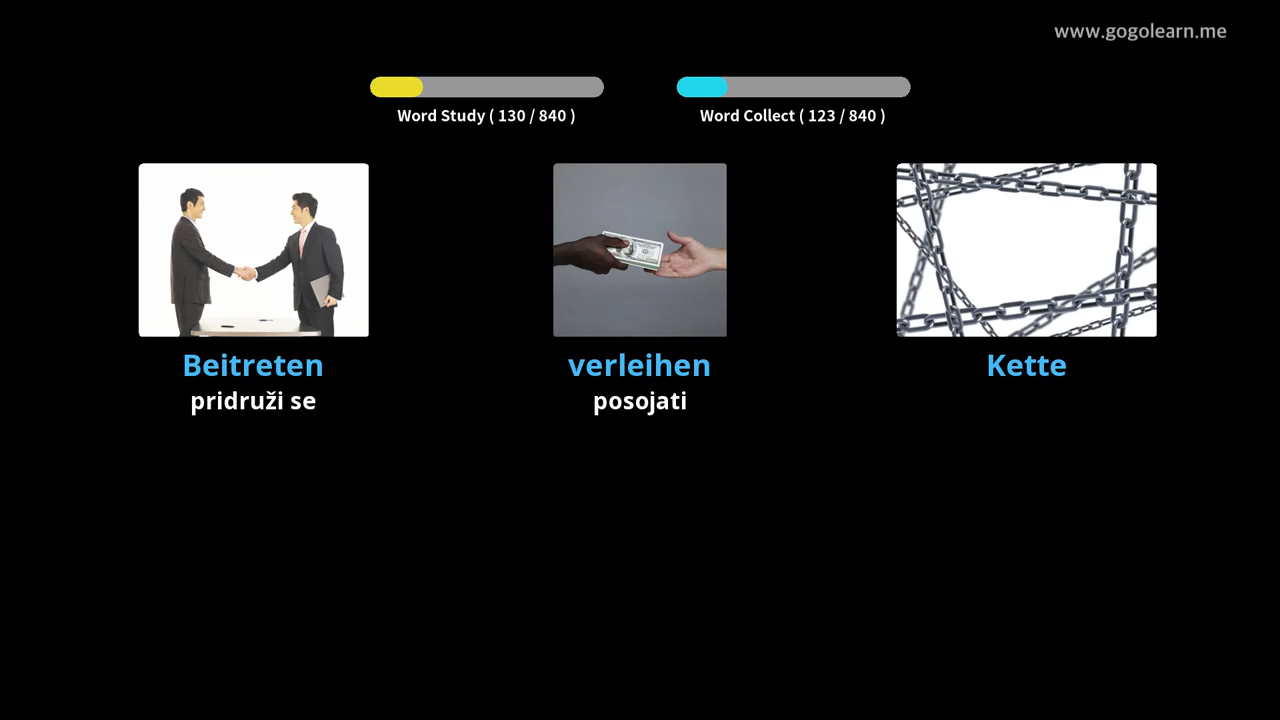 www.gogolearn.me
Word Study ( 130 / 840 )
Word Collect ( 123 / 840 )
Beitreten
pridruži se
verleihen
posojati
Kette